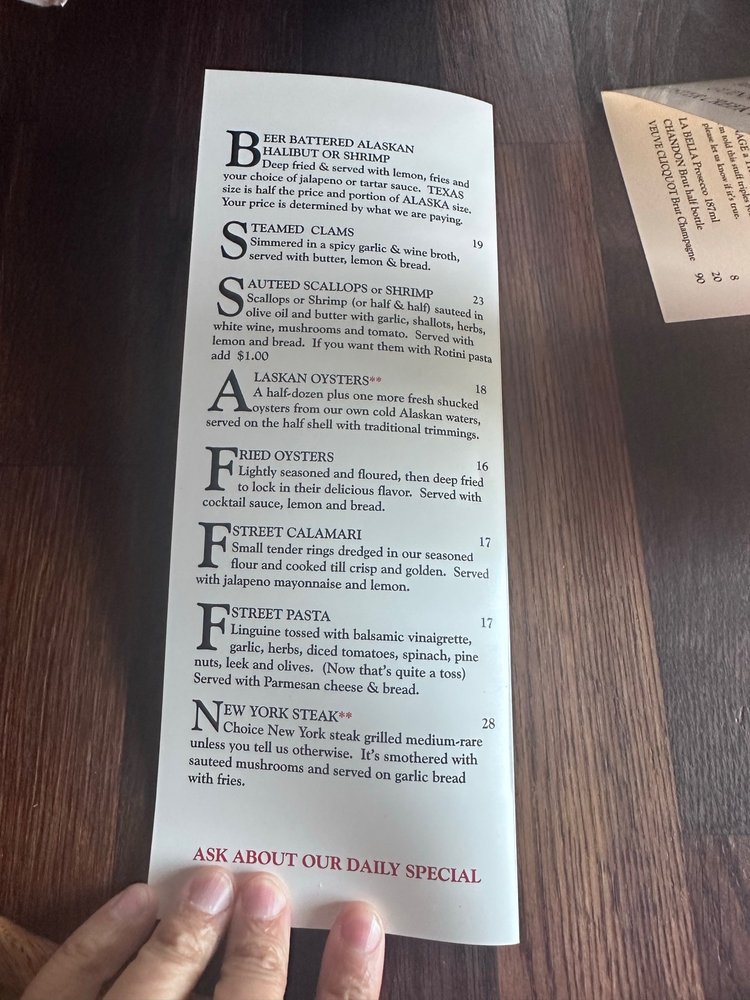 BEER BATTERED ALASKAN
HALIBUT OR SHRIMP
Deep fried & served with lemon, fries and
your choice of jalapeno or tartar sauce. TEXAS
size is half the price and portion of ALASKA size.
Your price is determined by what we are paying.
STEAMED CLAMS 19
Simmered in a spicy garlic & wine broth,
served with butter, lemon & bread.
SAUTEED SCALLOPS or SHRIMP 23
Scallops or Shrimp (or half & half) sauteed in
olive oil and butter with garlic, shallots, herbs,
white wine, mushrooms and tomato. Served with
lemon and bread. If you want them with Rotini pasta
add $1.00
ALASKAN OYSTERS** 18
A half-dozen plus one more fresh shucked
oysters from our own cold Alaskan waters,
served on the half shell with traditional trimmings.
FRIED OYSTERS 16
Lightly seasoned and floured, then deep fried
to lock in their delicious flavor. Served with
cocktail sauce, lemon and bread.
F STREET CALAMARI 17
Small tender rings dredged in our seasoned
flour and cooked till crisp and golden. Served
with jalapeno mayonnaise and lemon.
F STREET PASTA 17
Linguine tossed with balsamic vinaigrette,
garlic, herbs, diced tomatoes, spinach, pine
nuts, leek and olives. (Now that's quite a toss)
Served with Parmesan cheese & bread.
NEW YORK STEAK** 28
Choice New York steak grilled medium-rare
unless you tell us otherwise. It's smothered with
sauteed mushrooms and served on garlic bread
with fries.
ASK ABOUT OUR DAILY SPECIAL
told this stuff triples
please let us know if it's true.
LA BELLA Prosecco 187ml 8
CHANDON Brut half bottle 20
VEUVE CLICQUOT Brut Champagne 90